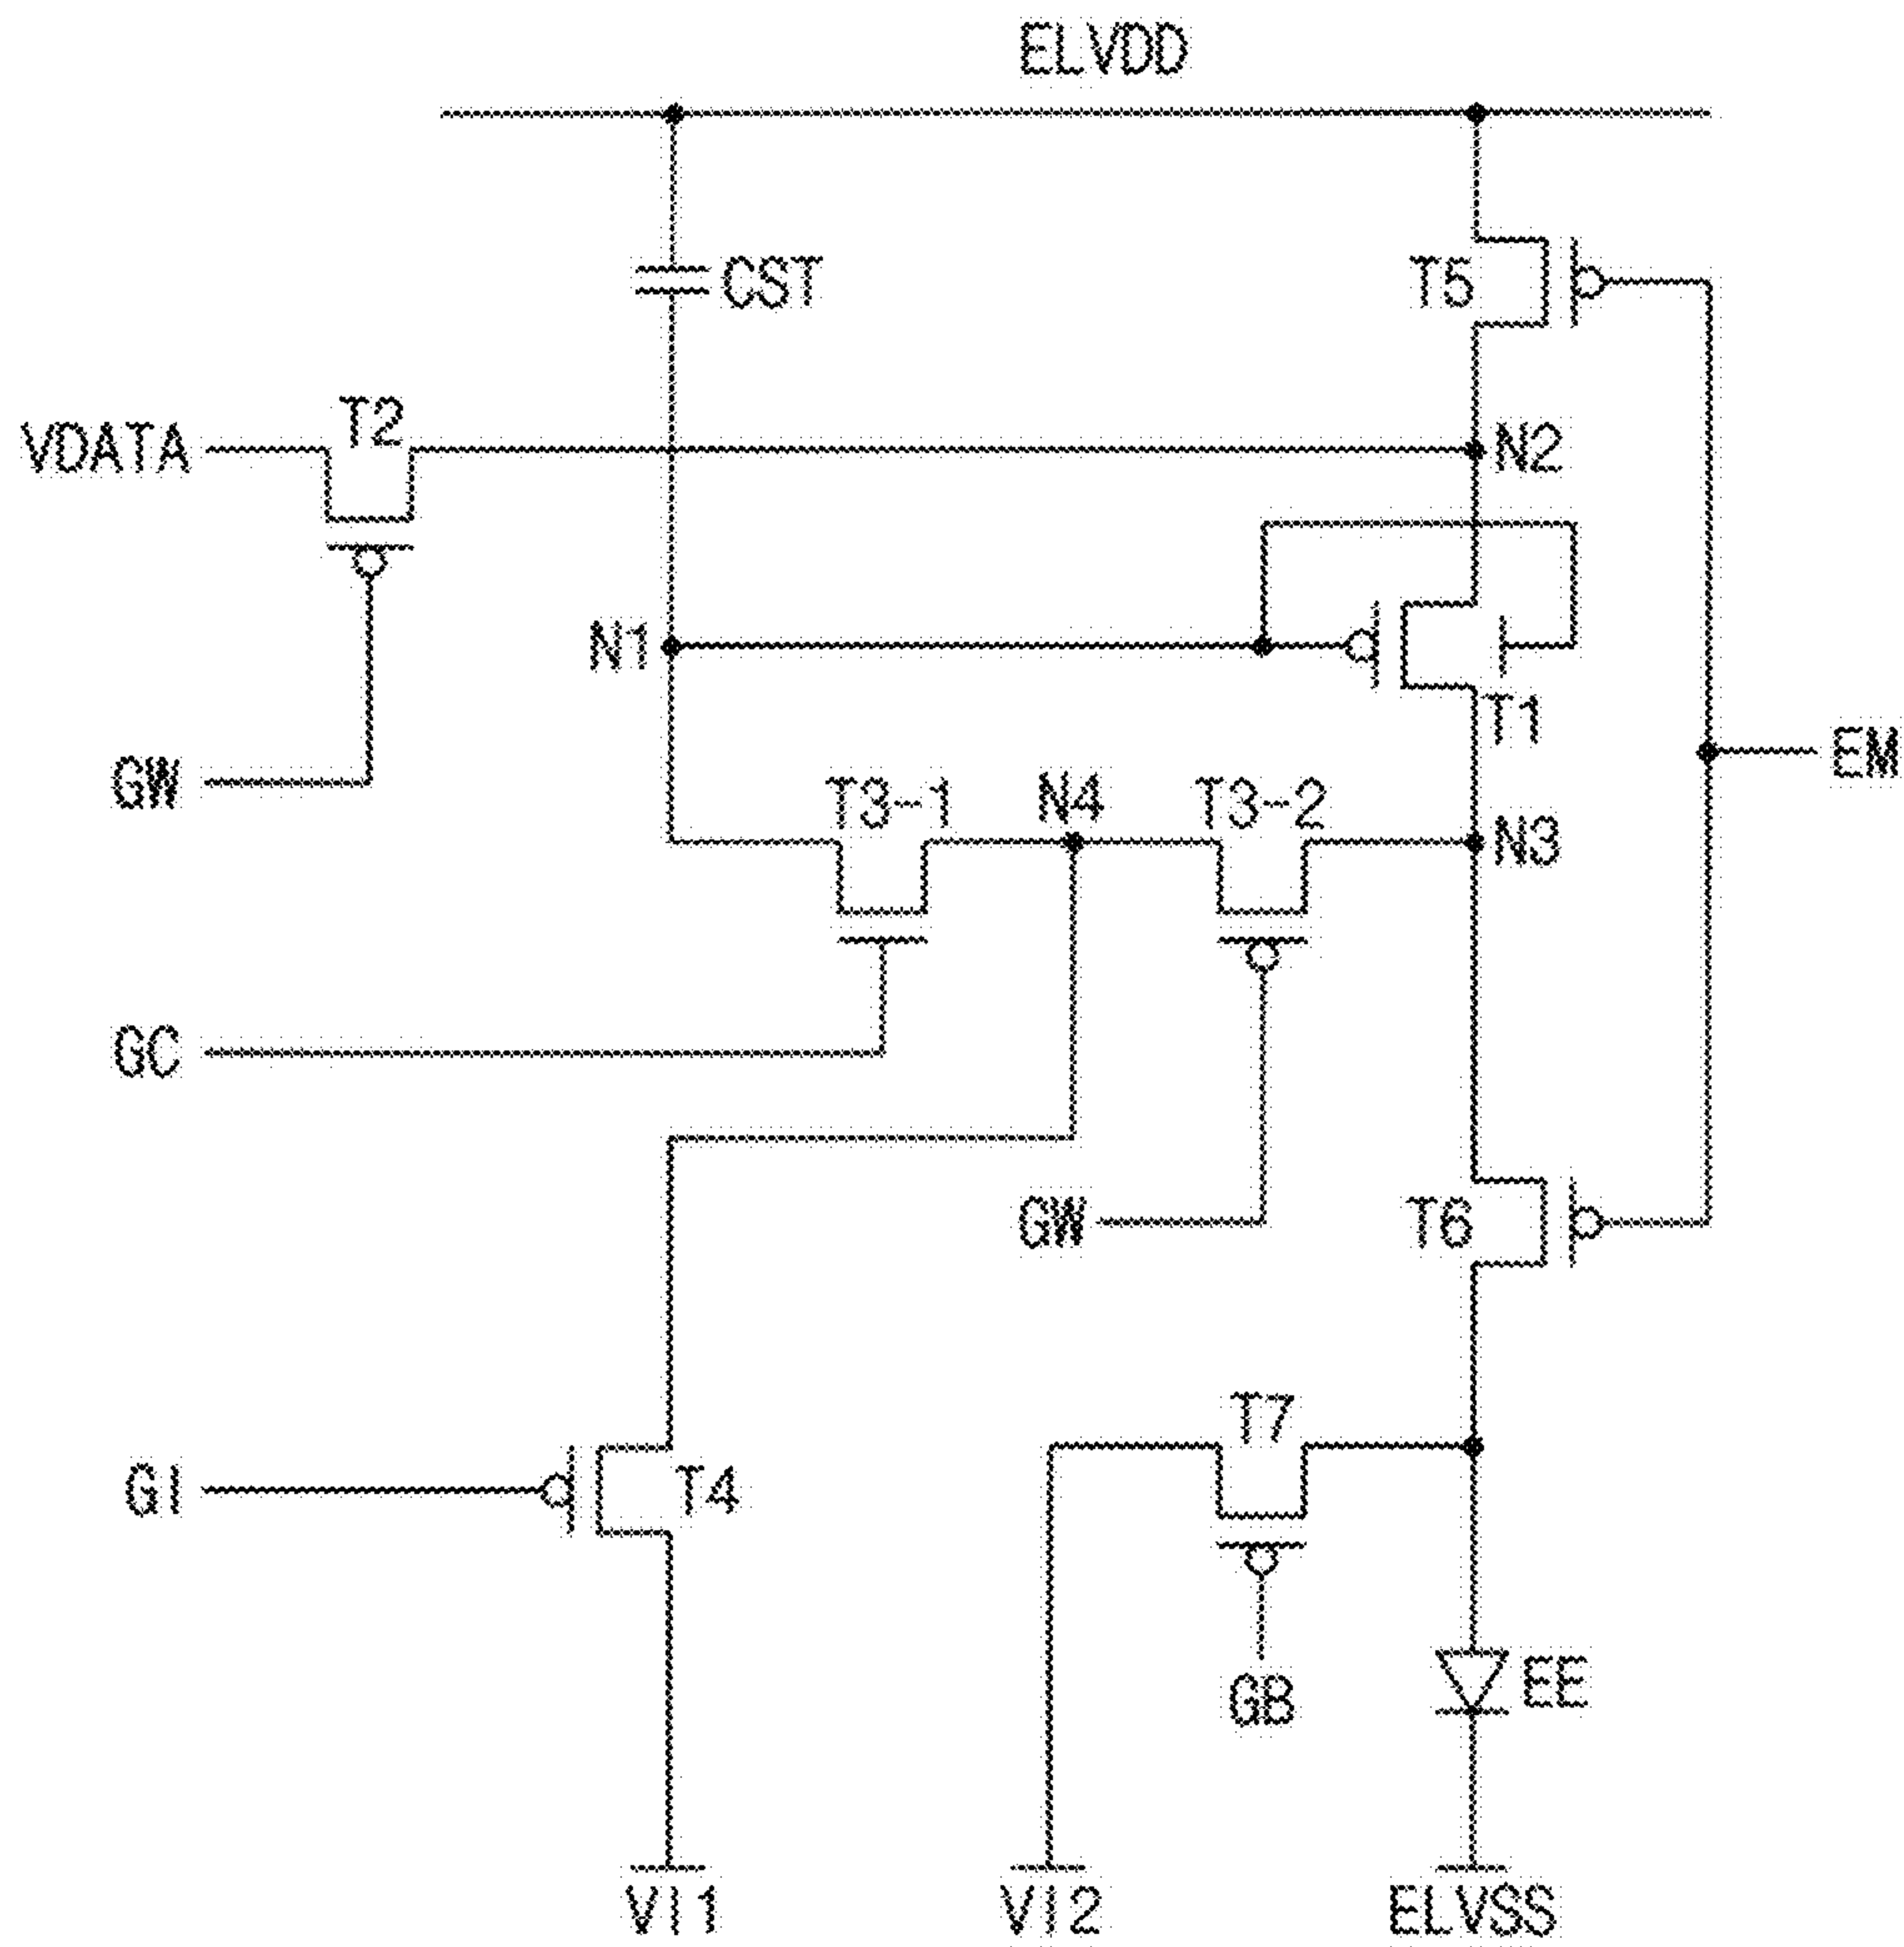 ELVDD
CST
T5
VDATA
T2
N2
N1
T1
GW
EM
T3-1
N4
T3-2
N3
GC
GW
T6
T7
GI
T4
GB
EE
VI1
VI2
ELVSS